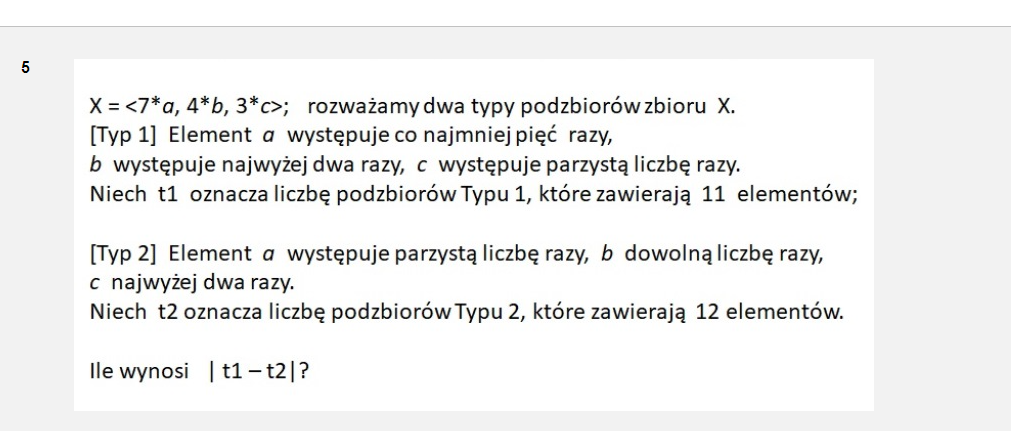 5
X = <7*a, 4*b, 3*c>; rozważamy dwa typy podzbiorów zbioru X.
[Typ 1] Element a występuje co najmniej pięć razy,
b występuje najwyżej dwa razy, c występuje parzystą liczbę razy.
Niech t1 oznacza liczbę podzbiorów Typu 1, które zawierają 11 elementów;
[Typ 2] Element a występuje parzystą liczbę razy, b dowolną liczbę razy,
c najwyżej dwa razy.
Niech t2 oznacza liczbę podzbiorów Typu 2, które zawierają 12 elementów.
Ile wynosi | t1 – t2|?